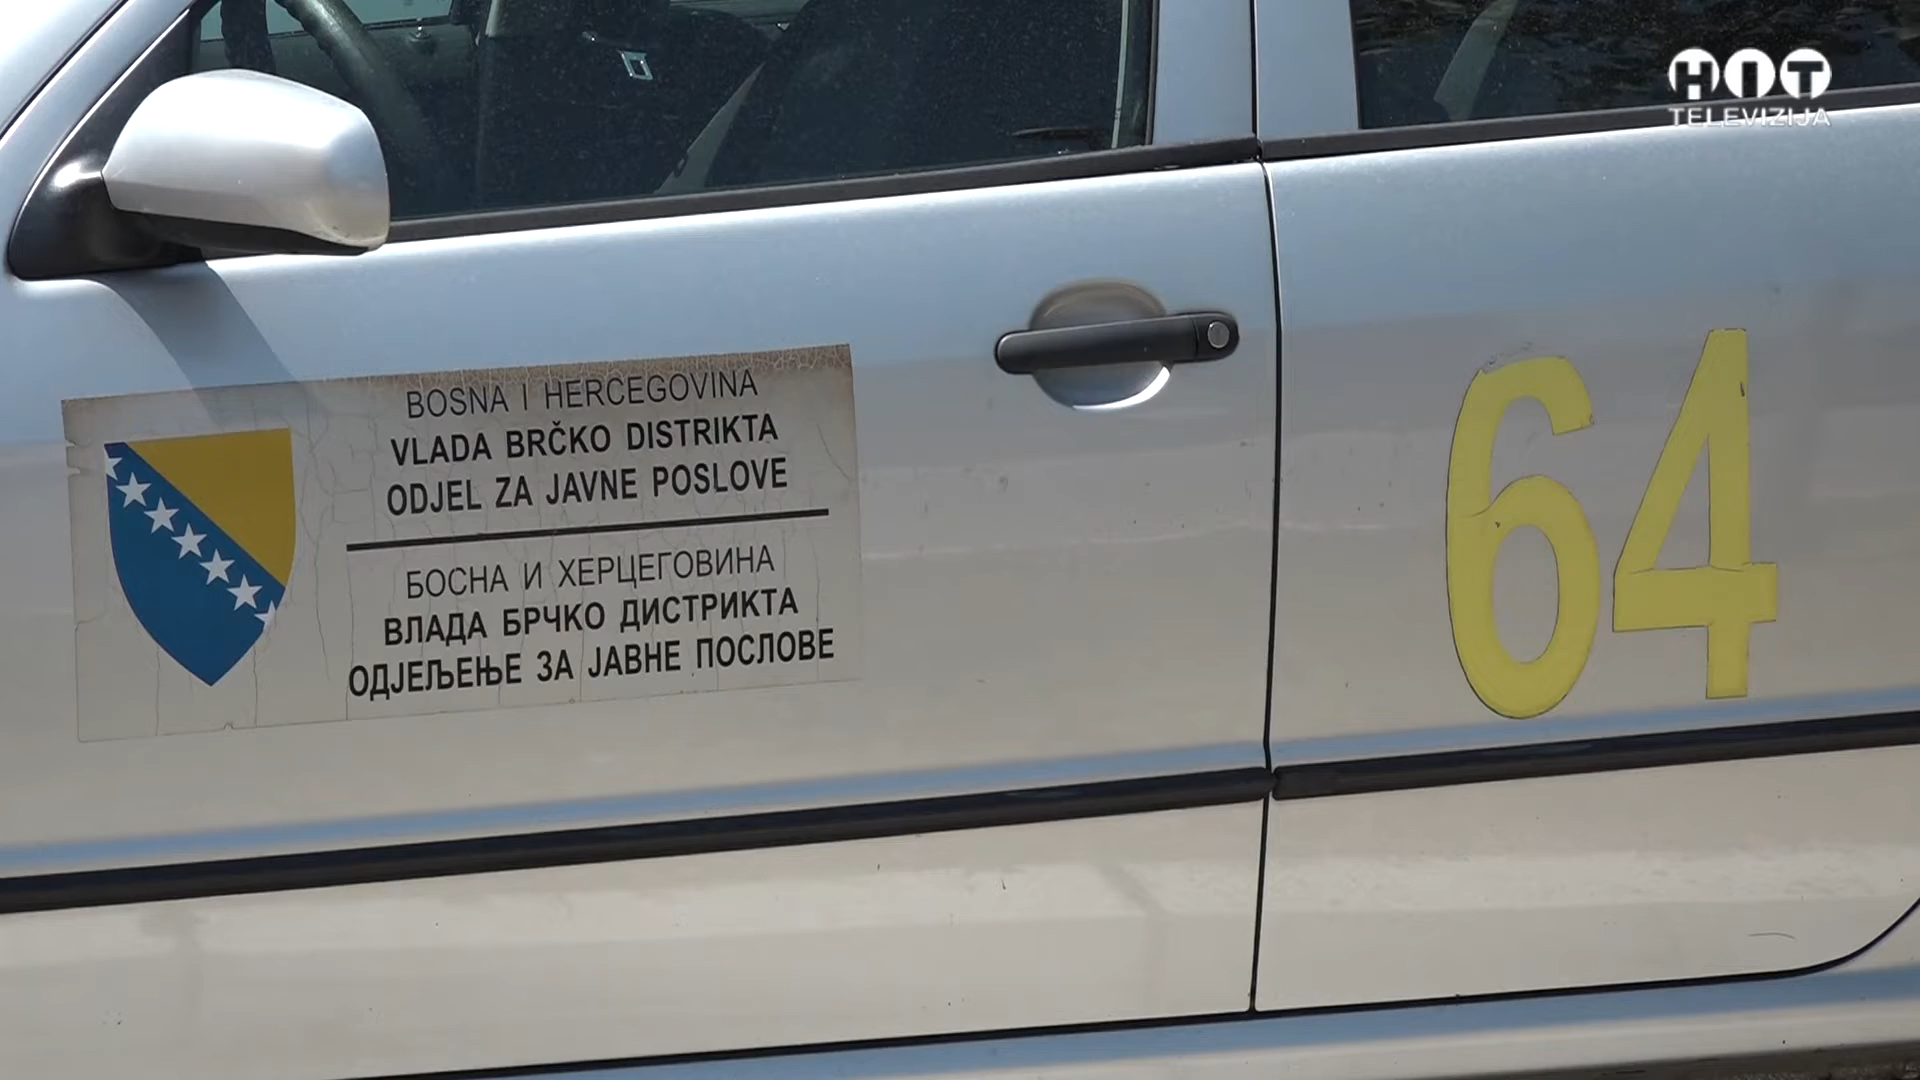 HIT
TELEVIZIJA
BOSNA I HERCEGOVINA
VLADA BRČKO DISTRIKTA
ODJEL ZA JAVNE POSLOVE
БОСНА И ХЕРЦЕГОВИНА
ВЛАДА БРЧКО ДИСТРИКТА
ОДЈЕЉЕЊЕ ЗА ЈАВНЕ ПОСЛОВЕ
64